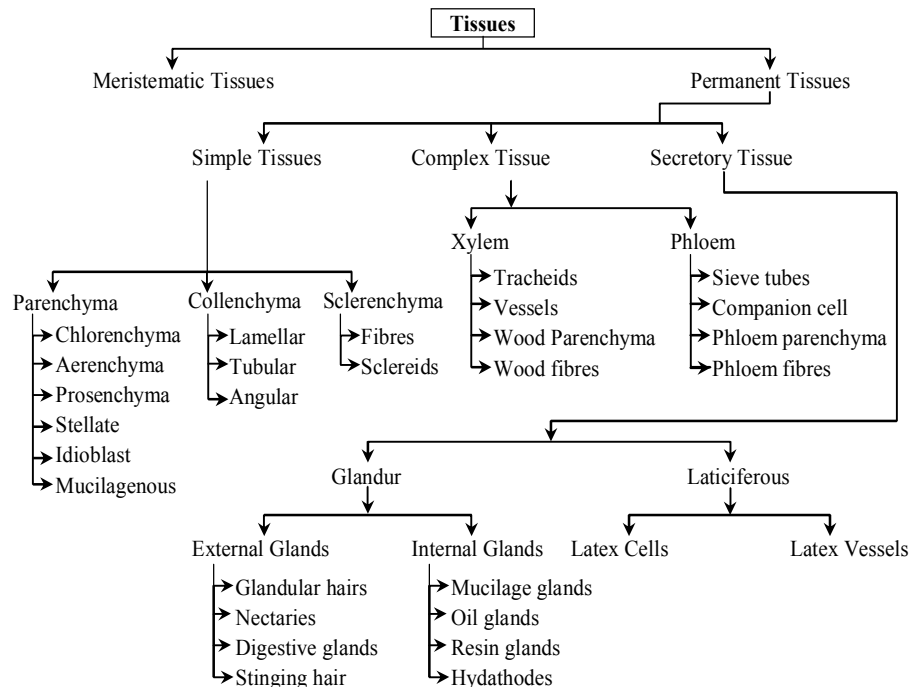 Tissues
Meristematic Tissues
Permanent Tissues
Simple Tissues
Complex Tissue
Secretory Tissue
Xylem
Tracheids
Vessels
Wood Parenchyma
Wood fibres
Phloem
Sieve tubes
Companion cell
Phloem parenchyma
Phloem fibres
Parenchyma
Chlorenchyma
Aerenchyma
Prosenchyma
Stellate
Idioblast
Mucilagenous
Collenchyma
Lamellar
Tubular
Angular
Sclerenchyma
Fibres
Sclereids
Glandur
Laticiferous
External Glands
Glandular hairs
Nectaries
Digestive glands
Stinging hair
Internal Glands
Mucilage glands
Oil glands
Resin glands
Hydathodes
Latex Cells
Latex Vessels